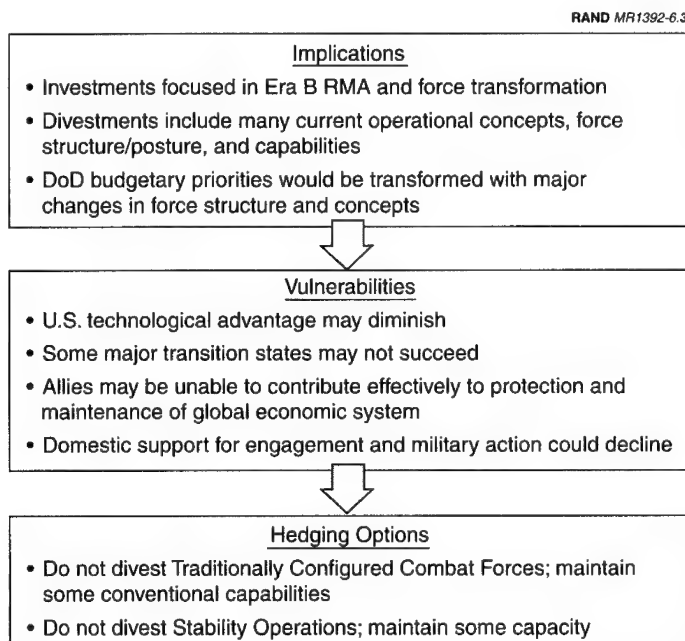 RAND MR1392-6.3
Implications
• Investments focused in Era B RMA and force transformation
• Divestments include many current operational concepts, force
structure/posture, and capabilities
• DoD budgetary priorities would be transformed with major
changes in force structure and concepts
Vulnerabilities
• U.S. technological advantage may diminish
• Some major transition states may not succeed
• Allies may be unable to contribute effectively to protection and
maintenance of global economic system
• Domestic support for engagement and military action could decline
Hedging Options
• Do not divest Traditionally Configured Combat Forces; maintain
some conventional capabilities
• Do not divest Stability Operations; maintain some capacity